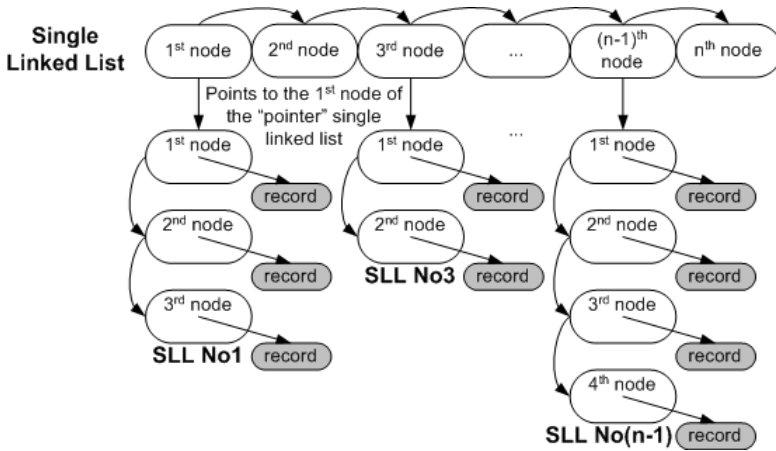 Single
Linked List
1st node
2nd node
3rd node
...
(n-1)th
node
nth node
Points to the 1st node of
the “pointer” single
linked list
...
1st node
record
2nd node
record
3rd node
record
SLL No1
1st node
record
2nd node
record
SLL No3
1st node
record
2nd node
record
3rd node
record
4th node
record
SLL No(n-1)